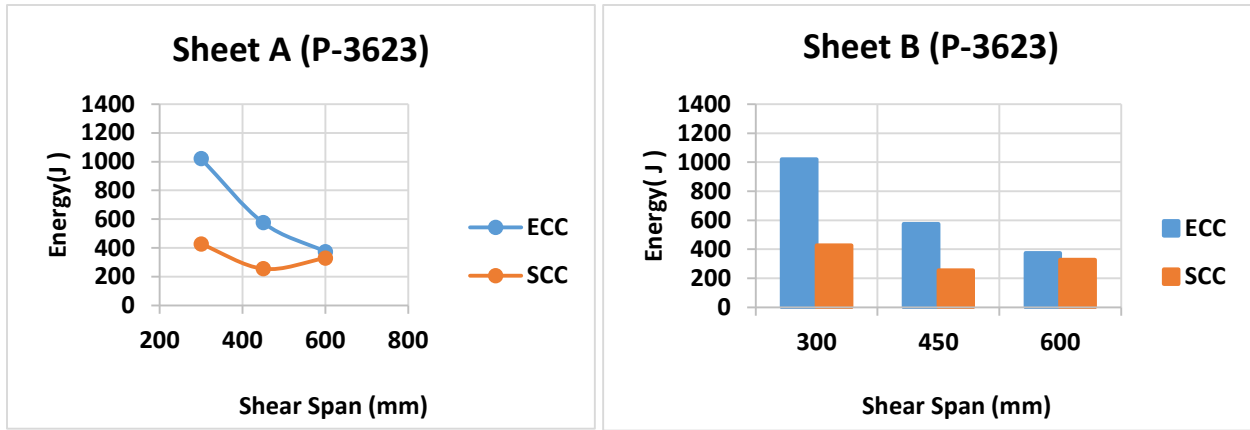 Sheet A (P-3623)
1400
1200
1000
800
600
400
200
0
200 400 600 800
Energy(J )
Shear Span (mm)
ECC
SCC
Sheet B (P-3623)
1400
1200
1000
800
600
400
200
0
300 450 600
Energy( J )
Shear Span (mm)
ECC
SCC